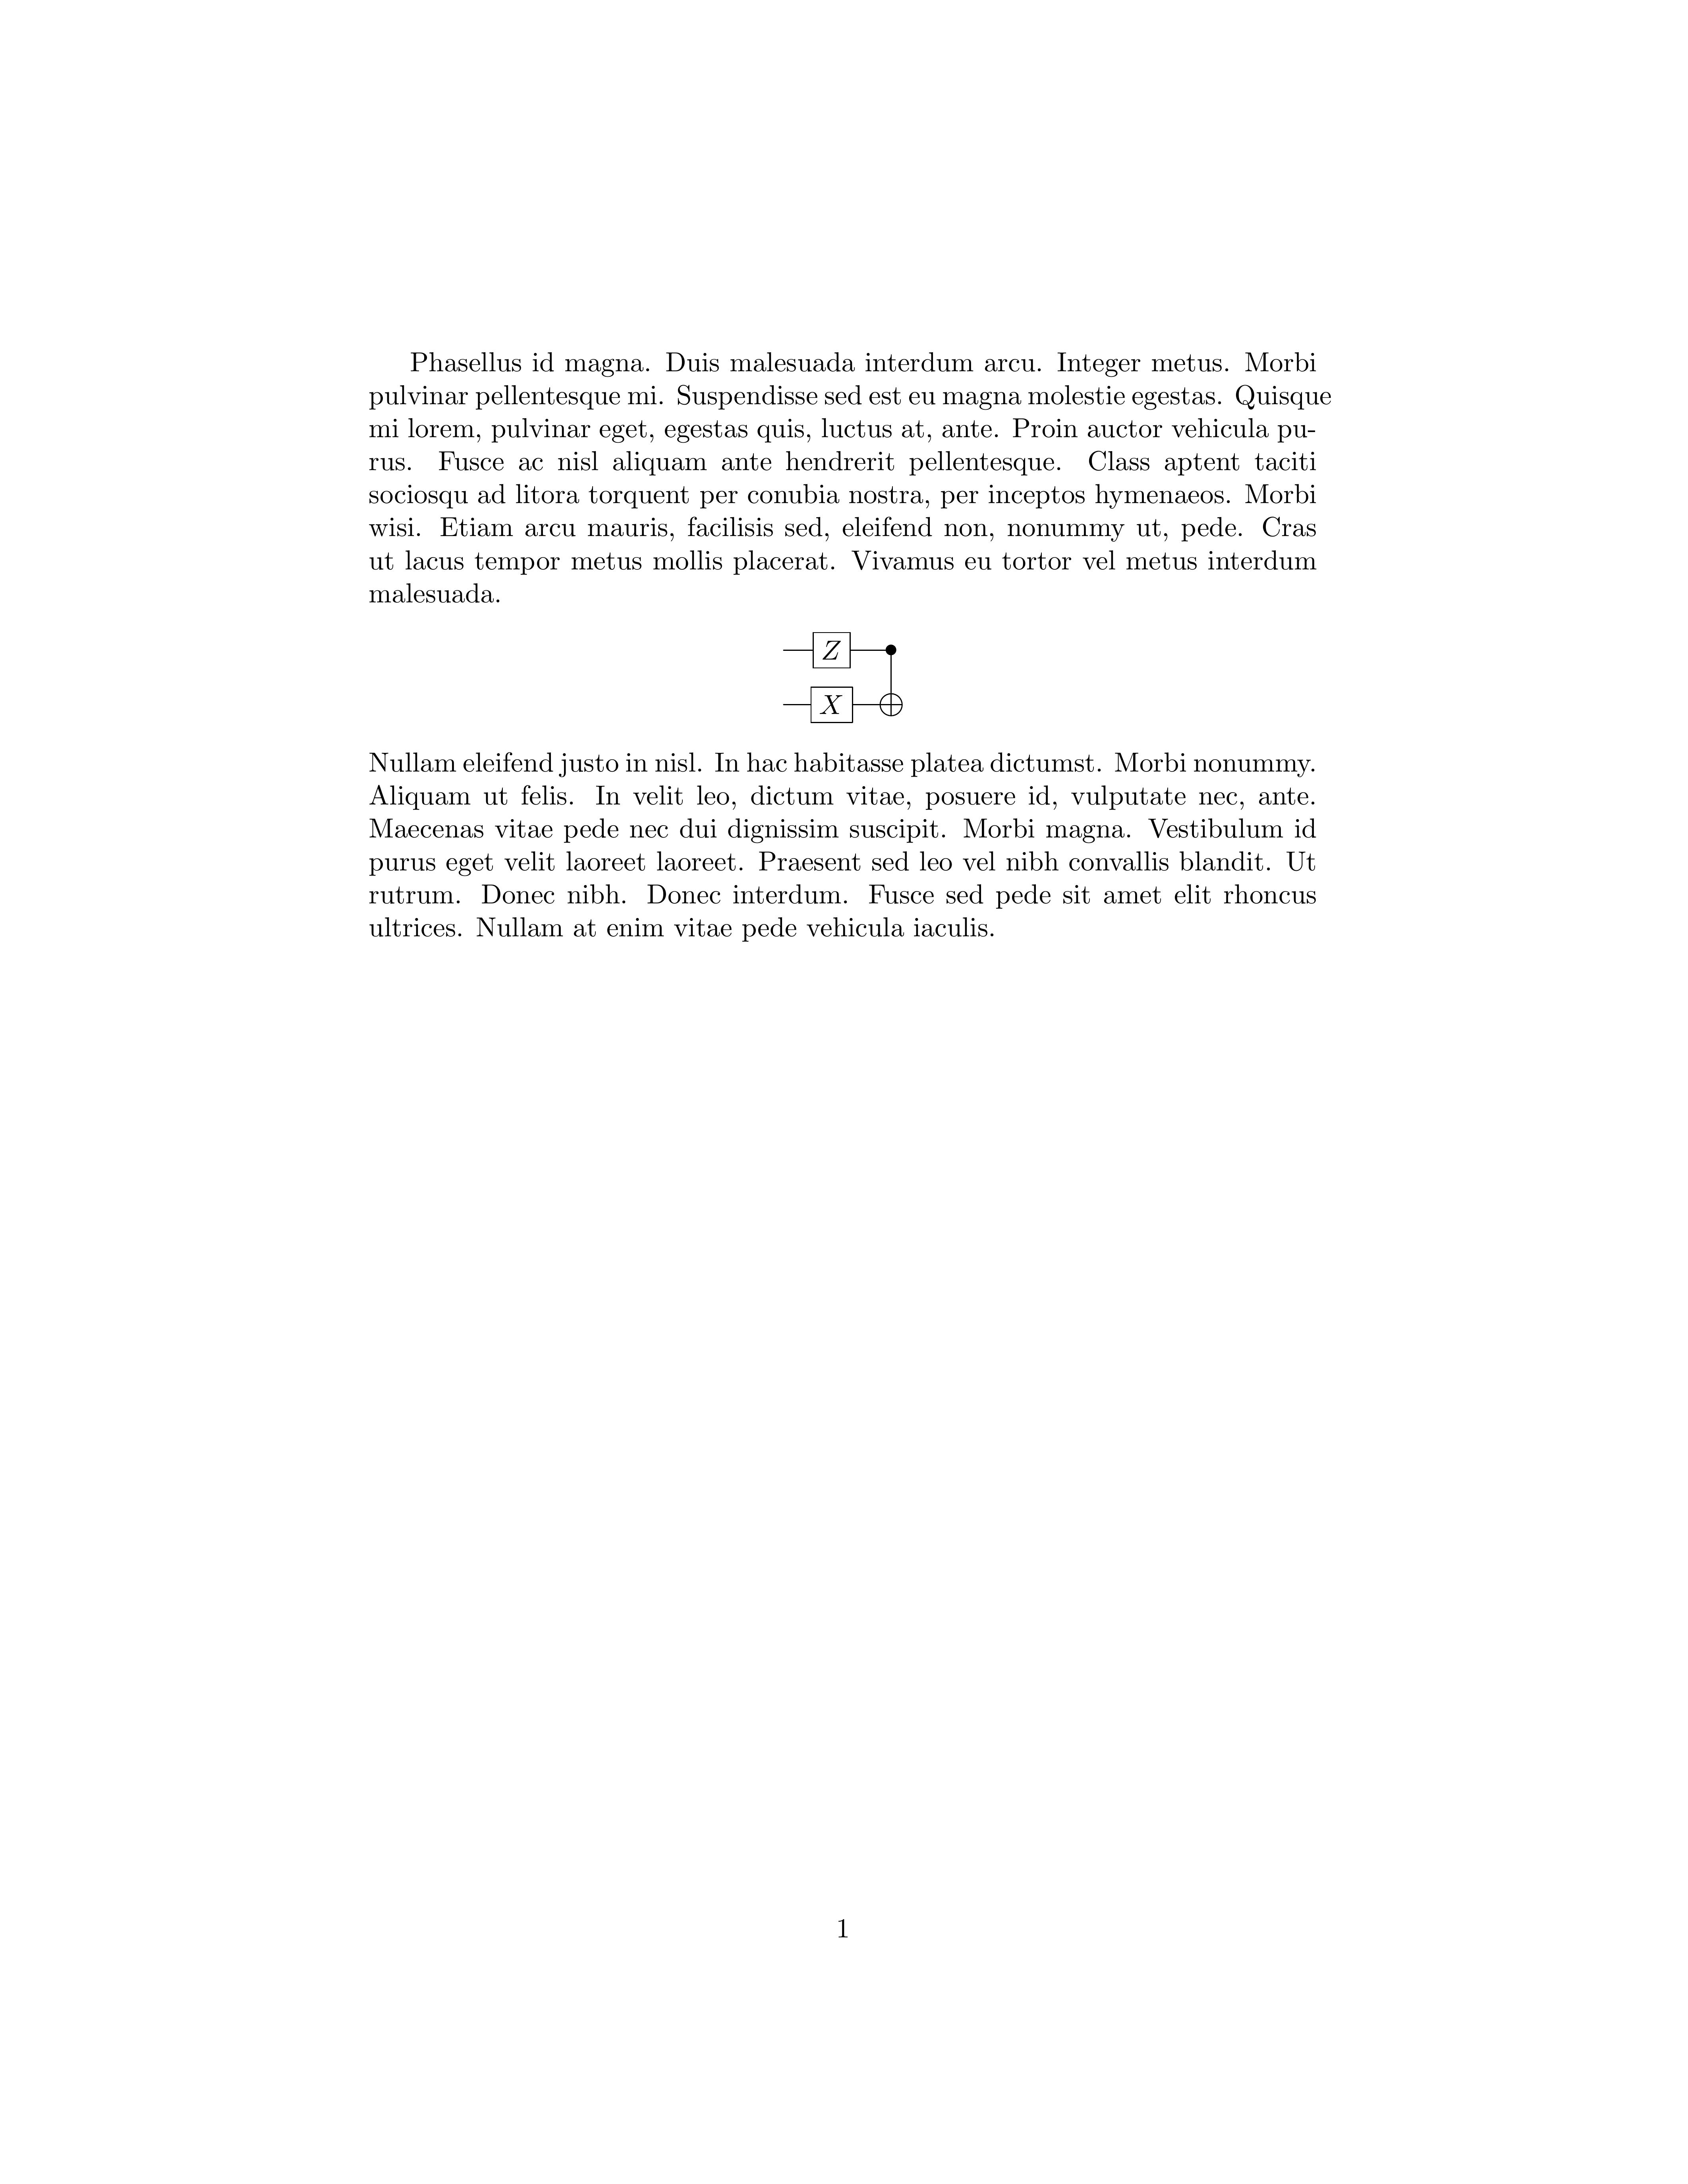 Phasellus id magna. Duis malesuada interdum arcu. Integer metus. Morbi
pulvinar pellentesque mi. Suspendisse sed est eu magna molestie egestas. Quisque
mi lorem, pulvinar eget, egestas quis, luctus at, ante. Proin auctor vehicula pu-
rus. Fusce ac nisl aliquam ante hendrerit pellentesque. Class aptent taciti
sociosqu ad litora torquent per conubia nostra, per inceptos hymenaeos. Morbi
wisi. Etiam arcu mauris, facilisis sed, eleifend non, nonummy ut, pede. Cras
ut lacus tempor metus mollis placerat. Vivamus eu tortor vel metus interdum
malesuada.
Z
X
Nullam eleifend justo in nisl. In hac habitasse platea dictumst. Morbi nonummy.
Aliquam ut felis. In velit leo, dictum vitae, posuere id, vulputate nec, ante.
Maecenas vitae pede nec dui dignissim suscipit. Morbi magna. Vestibulum id
purus eget velit laoreet laoreet. Praesent sed leo vel nibh convallis blandit. Ut
rutrum. Donec nibh. Donec interdum. Fusce sed pede sit amet elit rhoncus
ultrices. Nullam at enim vitae pede vehicula iaculis.
1